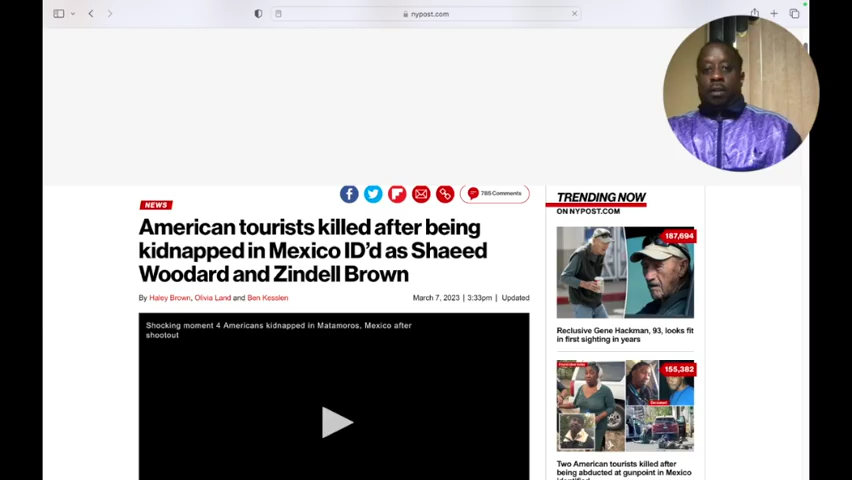 nypost.com
785 Comments
NEWS
American tourists killed after being
kidnapped in Mexico ID'd as Shaeed
Woodard and Zindell Brown
By Haley Brown, Olivia Land and Ben Kesslen
March 7, 2023 | 3:33pm | Updated
Shocking moment 4 Americans kidnapped in Matamoros, Mexico after
shootout
TRENDING NOW
ON NYPOST.COM
187,694
Reclusive Gene Hackman, 93, looks fit
in first sighting in years
155,382
Two American tourists killed after
being abducted at gunpoint in Mexico
identified